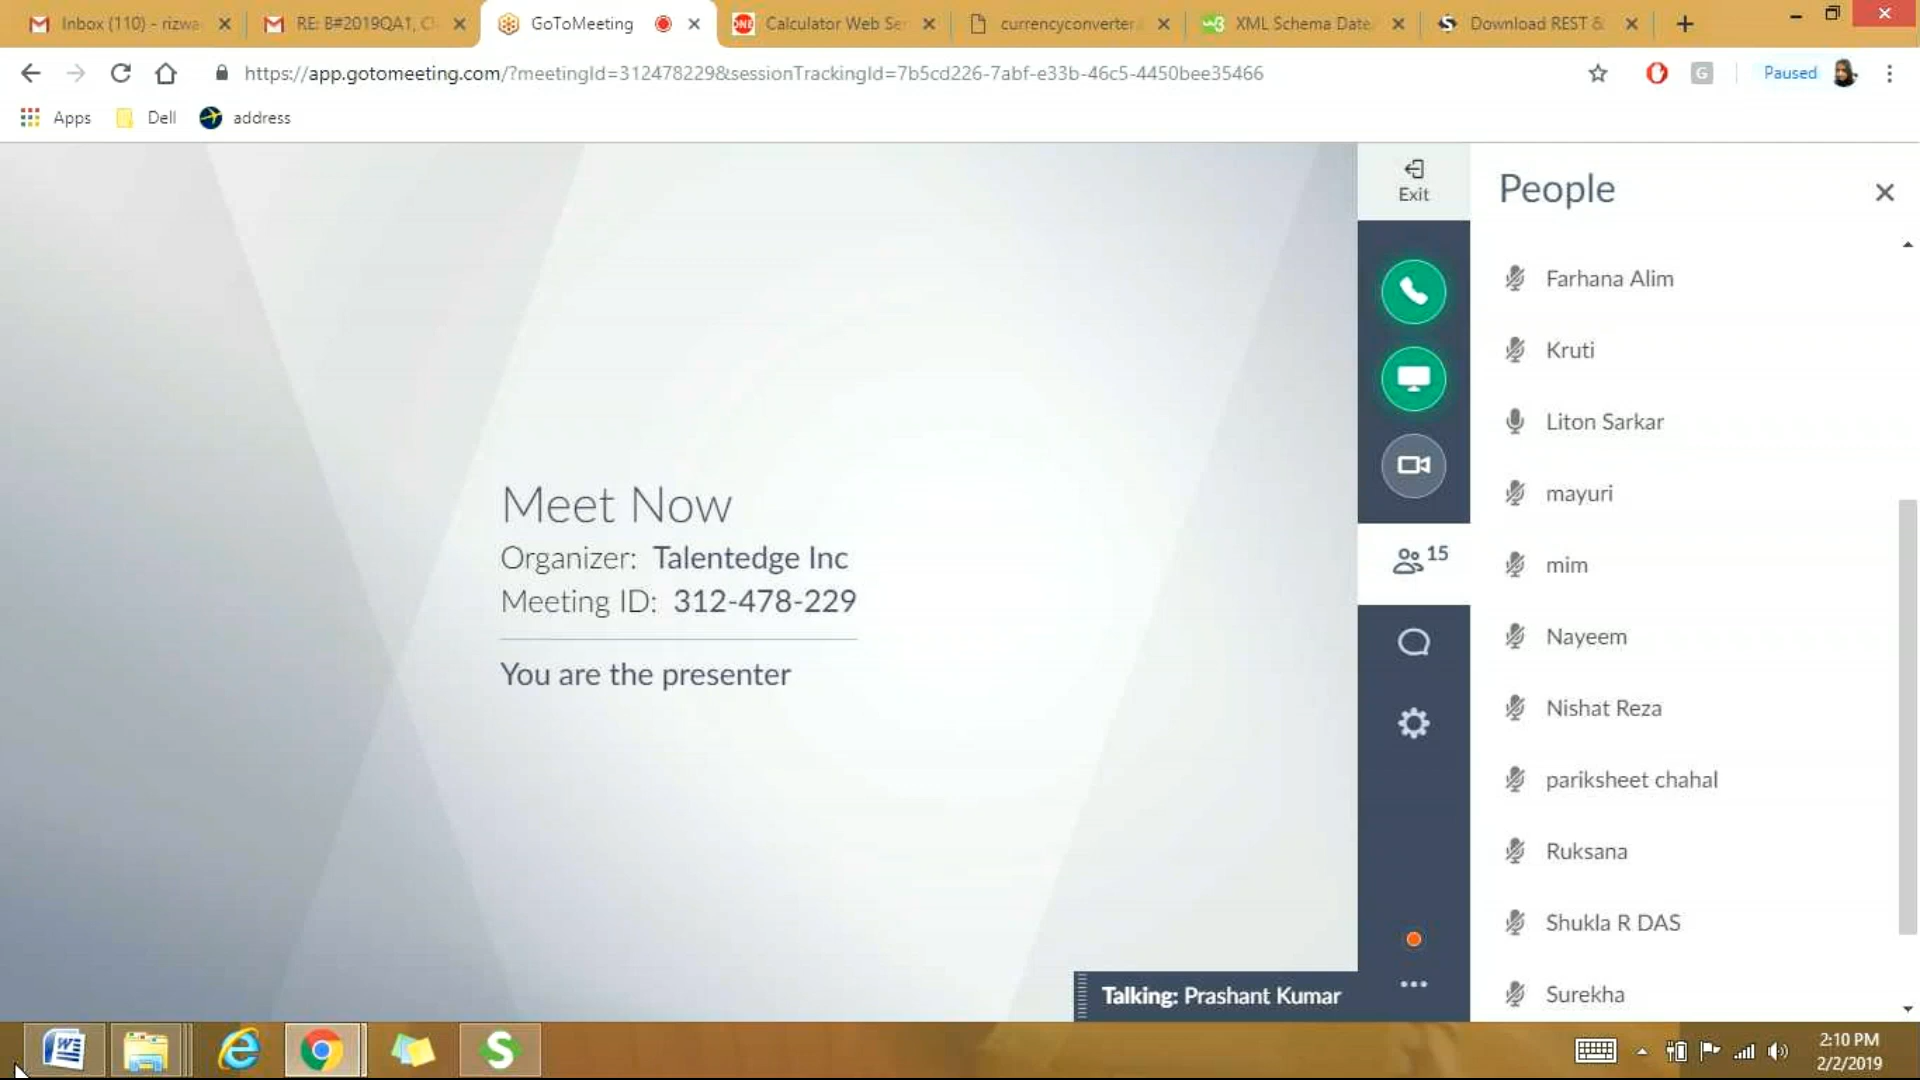 Inbox (110) - rizwa
RE: B#2019QA1, C
GoToMeeting
Calculator Web Ser
currencyconverter.
XML Schema Date
Download REST &
https://app.gotomeeting.com/?meetingId=312478229&sessionTrackingId=7b5cd226-7abf-e33b-46c5-4450bee35466
Paused
Apps
Dell
address
Exit
People
Farhana Alim
Kruti
Liton Sarkar
mayuri
15
mim
Nayeem
Nishat Reza
pariksheet chahal
Ruksana
Shukla R DAS
Surekha
Meet Now
Organizer: Talentedge Inc
Meeting ID: 312-478-229
You are the presenter
Talking: Prashant Kumar
2:10 PM
2/2/2019